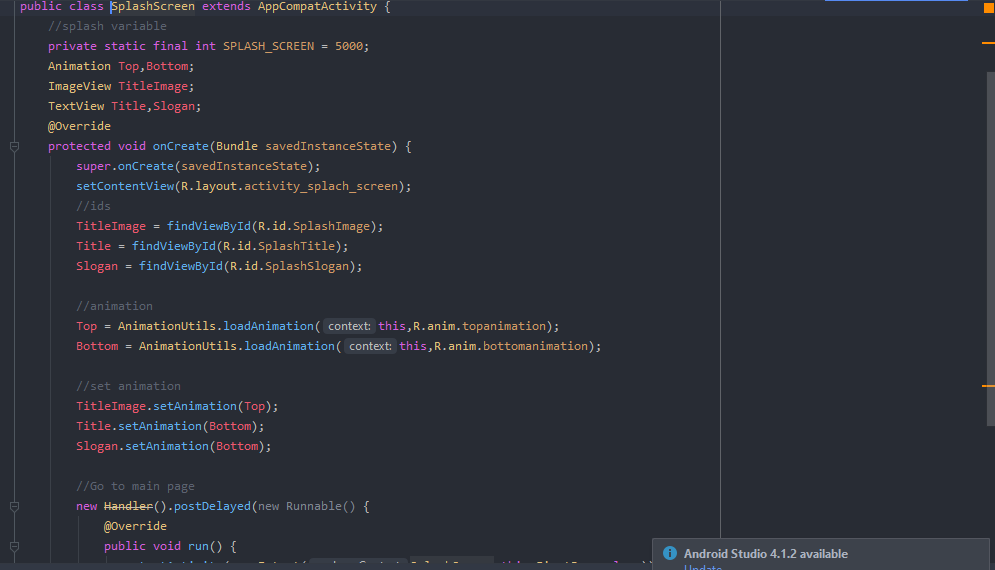 public class SplashScreen extends AppCompatActivity {
//splash variable
private static final int SPLASH_SCREEN = 5000;
Animation Top,Bottom;
ImageView TitleImage;
TextView Title,Slogan;
@Override
protected void onCreate(Bundle savedInstanceState) {
super.onCreate(savedInstanceState);
setContentView(R.layout.activity_splach_screen);
//ids
TitleImage = findViewById(R.id.SplashImage);
Title = findViewById(R.id.SplashTitle);
Slogan = findViewById(R.id.SplashSlogan);
//animation
Top = AnimationUtils.loadAnimation( context: this,R.anim.topanimation);
Bottom = AnimationUtils.loadAnimation( context: this,R.anim.bottomanimation);
//set animation
TitleImage.setAnimation(Top);
Title.setAnimation(Bottom);
Slogan.setAnimation(Bottom);
//Go to main page
new Handler().postDelayed(new Runnable() {
@Override
public void run() {
Android Studio 4.1.2 available
Update